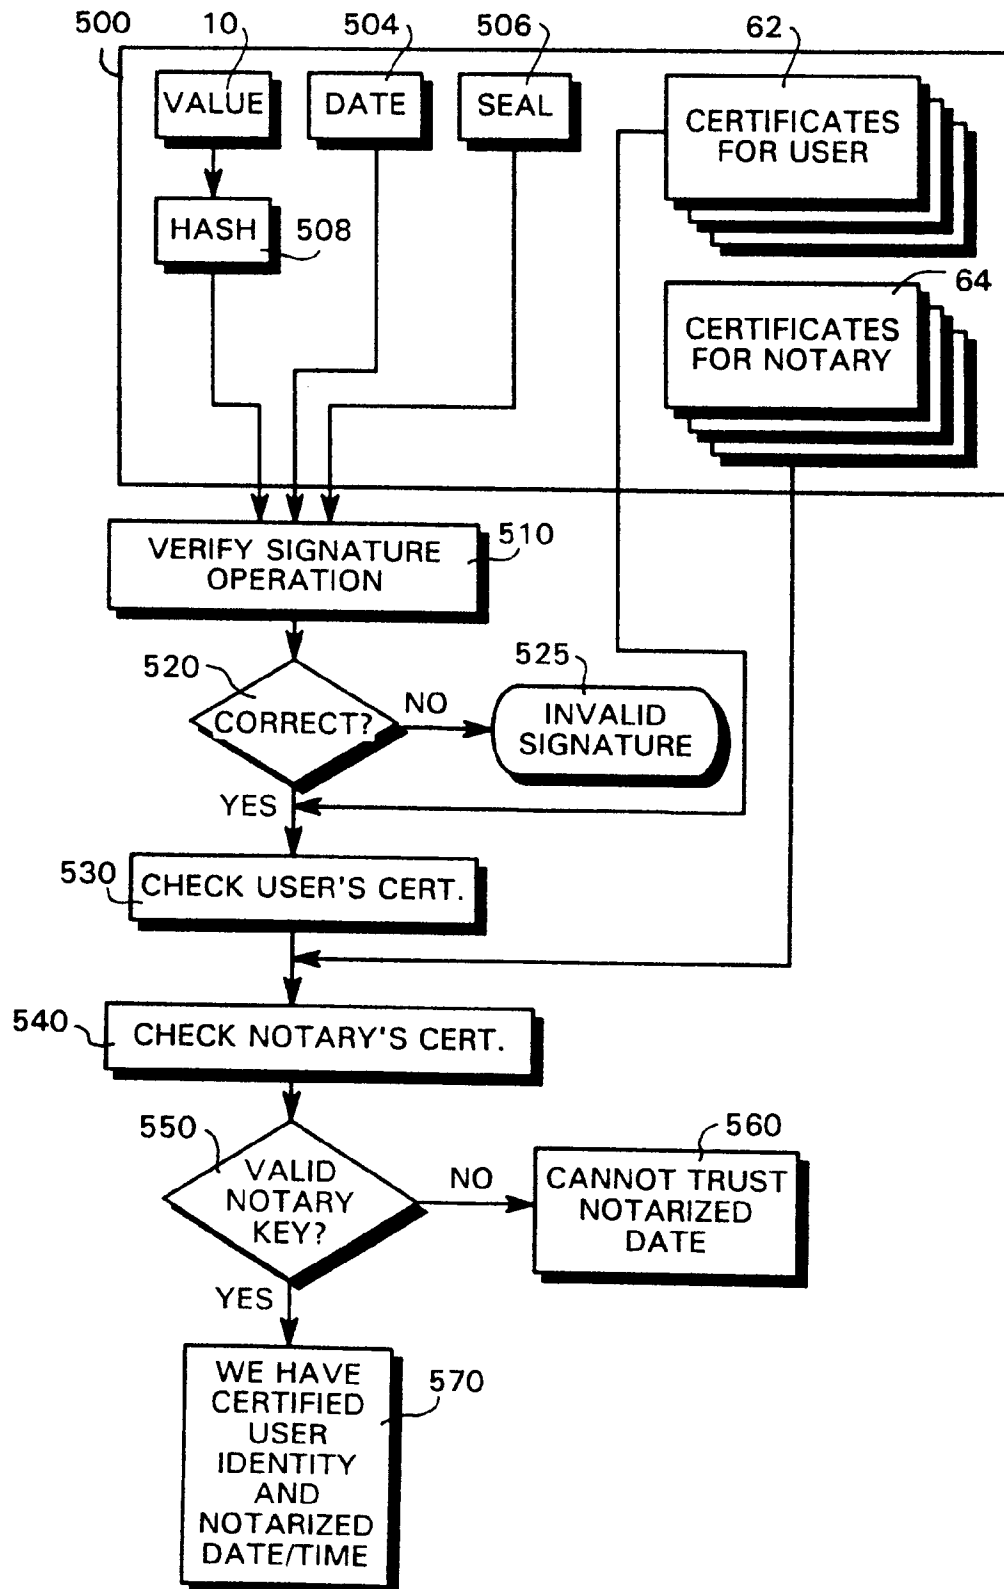 500
10
504
506
62
VALUE
DATE
SEAL
CERTIFICATES
FOR USER
HASH
508
64
CERTIFICATES
FOR NOTARY
VERIFY SIGNATURE
OPERATION
510
520
CORRECT?
NO
525
INVALID
SIGNATURE
YES
530
CHECK USER'S CERT.
540
CHECK NOTARY'S CERT.
550
VALID
NOTARY
KEY?
NO
560
CANNOT TRUST
NOTARIZED
DATE
YES
WE HAVE
CERTIFIED
USER
IDENTITY
AND
NOTARIZED
DATE/TIME
570